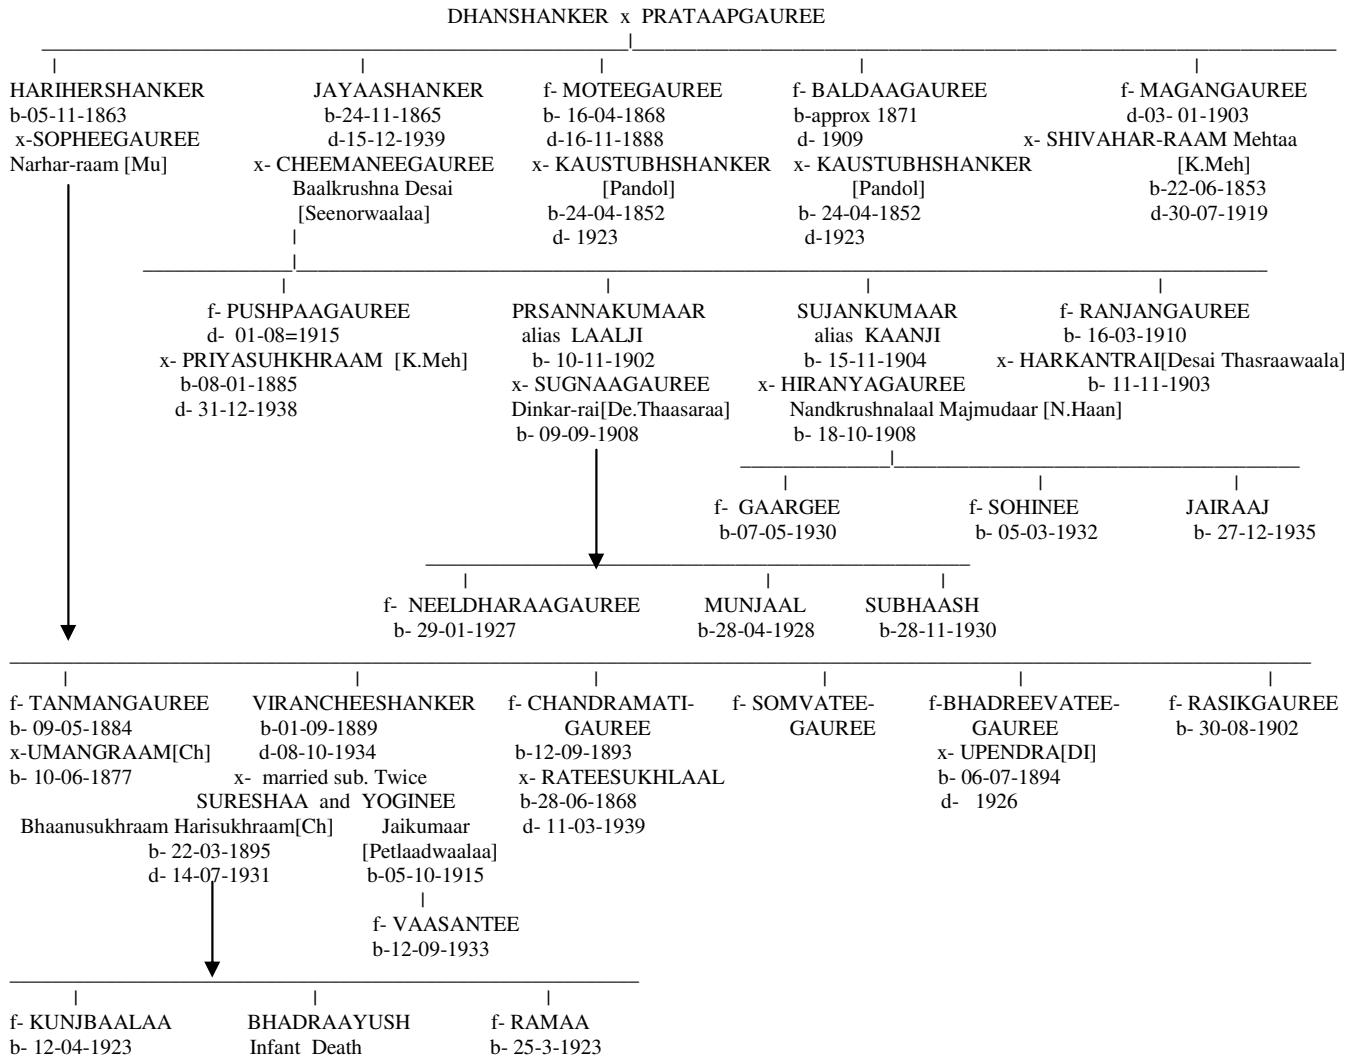 DHANSHANKER x PRATAAPGAUREE
HARIHERSHANKER JAYAASHANKER f- MOTEEGAUREE f- BALDAAGAUREE f- MAGANGAUREE
b-05-11-1863 b-24-11-1865 b- 16-04-1868 b-approx 1871 d-03- 01-1903
x-SOPHEEGAUREE d-15-12-1939 d-16-11-1888 d- 1909 x- SHIVAHAR-RAAM Mehtaa
Narhar-raam [Mu] x- CHEEMANEEGAUREE x- KAUSTUBHSHANKER x- KAUSTUBHSHANKER [K.Meh]
Baalkrushna Desai [Pandol] [Pandol] b-22-06-1853
[Seenorwaalaa] b-24-04-1852 b- 24-04-1852 d-30-07-1919
d- 1923 d-1923
f- PUSHPAAGAUREE PRSANNAKUMAAR SUJANKUMAAR f- RANJANGAUREE
d- 01-08=1915 alias LAALJI alias KAANJI b- 16-03-1910
x- PRIYASUHKHRAAM [K.Meh] b- 10-11-1902 b- 15-11-1904 x- HARKANTRAI[Desai Thasraawaala]
b-08-01-1885 x- SUGNAAGAUREE x- HIRANYAGAUREE b- 11-11-1903
d- 31-12-1938 Dinkar-rai[De.Thaasaraa] Nandkrushnalaal Majmudaar [N.Haan]
b- 09-09-1908 b- 18-10-1908
f- GAARGEE f- SOHINEE JAIRAAJ
b-07-05-1930 b- 05-03-1932 b- 27-12-1935
f- NEELDHARAAGAUREE MUNJAAL SUBHAASH
b- 29-01-1927 b-28-04-1928 b-28-11-1930
f- TANMANGAUREE VIRANCHEESHANKER f- CHANDRAMATI- f- SOMVATEE- f-BHADREEVATEE- f- RASIKGAUREE
b- 09-05-1884 b-01-09-1889 GAUREE GAUREE GAUREE b- 30-08-1902
x-UMANGRAAM[Ch] d-08-10-1934 b-12-09-1893 x- UPENDRA[DI]
b- 10-06-1877 x- married sub. Twice x- RATEESUKHLAAL b- 06-07-1894
SURESHAA and YOGINEE b-28-06-1868 d- 1926
Bhaanusukhraam Harisukhraam[Ch] Jaikumaar d- 11-03-1939
b- 22-03-1895 [Petlaadwaalaa]
d- 14-07-1931 b-05-10-1915
f- VAASANTEE
b-12-09-1933
f- KUNJBAALAA BHADRAAYUSH f- RAMAA
b- 12-04-1923 Infant Death b- 25-3-1923